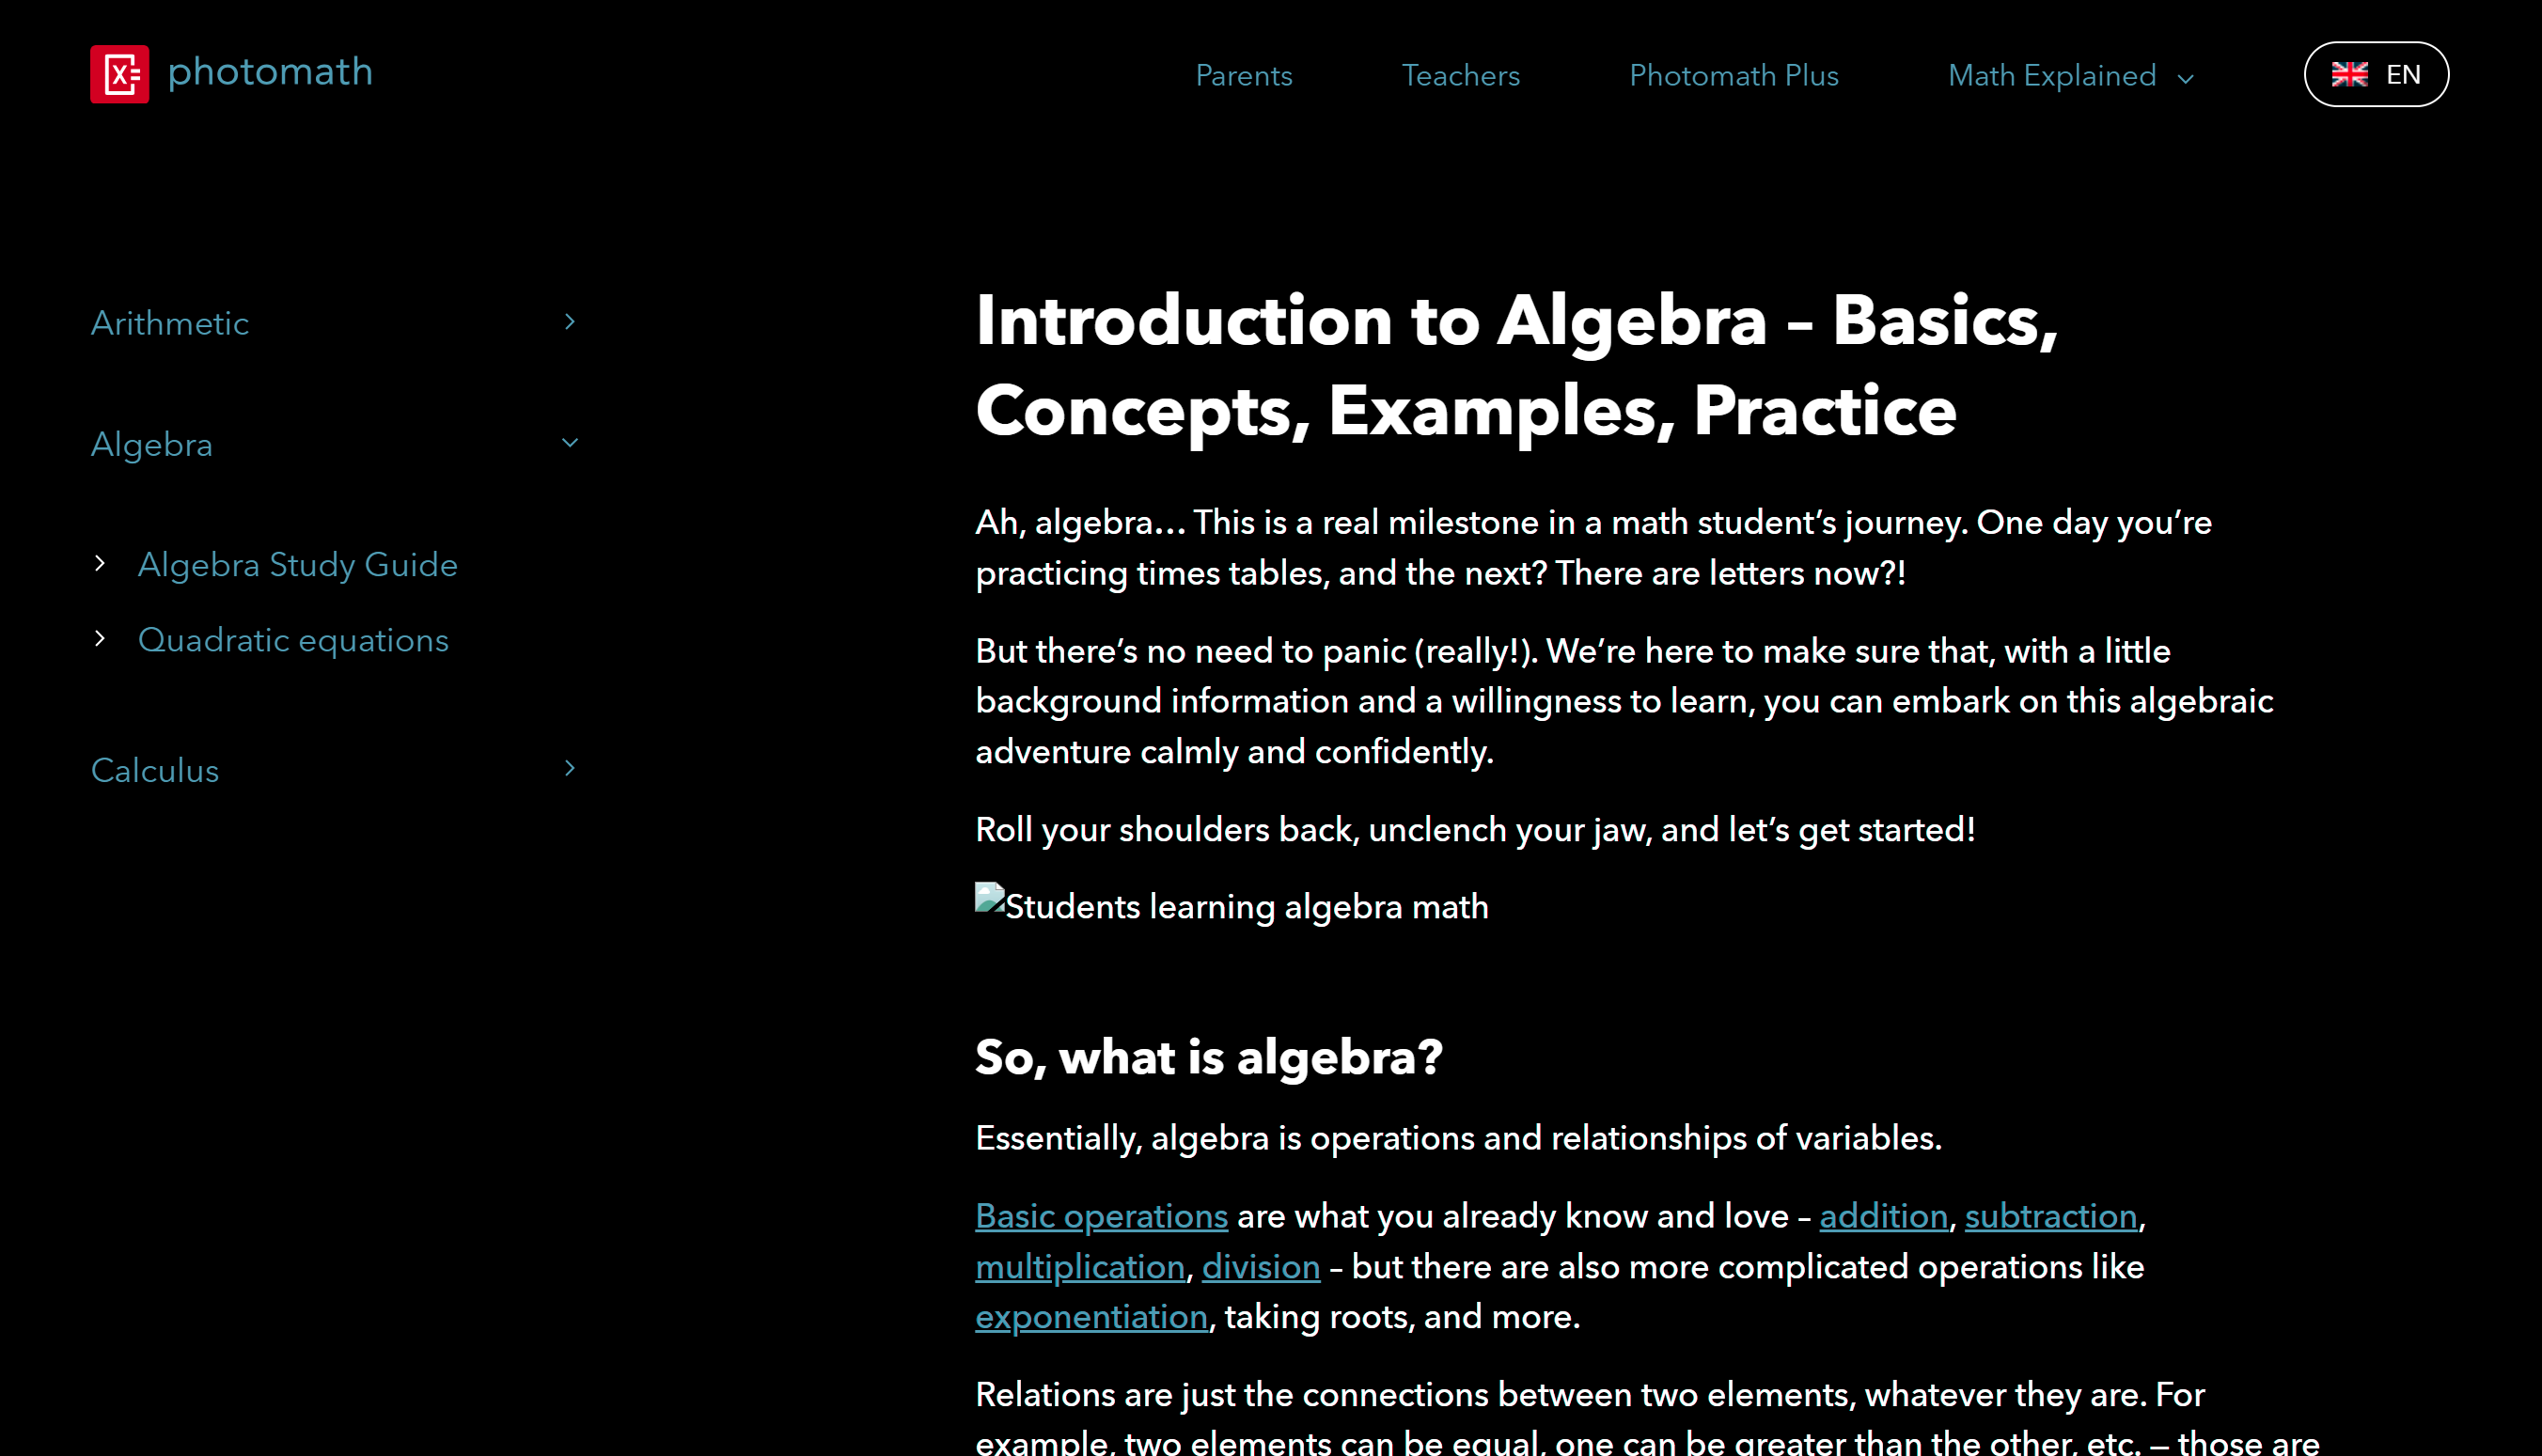 photomath
Parents
Teachers
Photomath Plus
Math Explained
EN
Arithmetic
Algebra
Algebra Study Guide
Quadratic equations
Calculus
Introduction to Algebra – Basics,
Concepts, Examples, Practice
Ah, algebra… This is a real milestone in a math student’s journey. One day you’re
practicing times tables, and the next? There are letters now?!
But there’s no need to panic (really!). We’re here to make sure that, with a little
background information and a willingness to learn, you can embark on this algebraic
adventure calmly and confidently.
Roll your shoulders back, unclench your jaw, and let’s get started!
Students learning algebra math
So, what is algebra?
Essentially, algebra is operations and relationships of variables.
Basic operations are what you already know and love – addition, subtraction,
multiplication, division – but there are also more complicated operations like
exponentiation, taking roots, and more.
Relations are just the connections between two elements, whatever they are. For
example, two elements can be equal, one can be greater than the other, etc. — those are